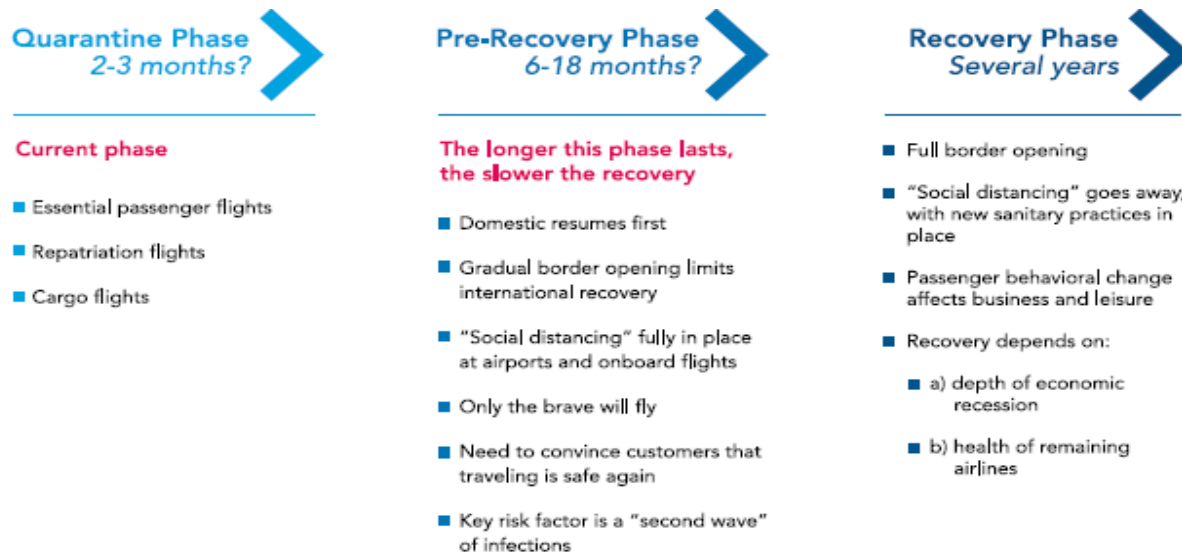 Quarantine Phase
2-3 months?
Current phase
Essential passenger flights
Repatriation flights
Cargo flights
Pre-Recovery Phase
6-18 months?
The longer this phase lasts,
the slower the recovery
Domestic resumes first
Gradual border opening limits
international recovery
"Social distancing" fully in place
at airports and onboard flights
Only the brave will fly
Need to convince customers that
traveling is safe again
Key risk factor is a "second wave"
of infections
Recovery Phase
Several years
Full border opening
"Social distancing" goes away,
with new sanitary practices in
place
Passenger behavioral change
affects business and leisure
Recovery depends on:
a) depth of economic
recession
b) health of remaining
airlines